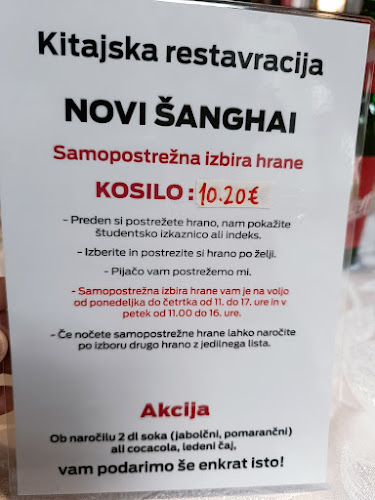 Kitajska restavracija
NOVI ŠANGHAI
Samopostrežna izbira hrane
KOSILO: 10.20€
- Preden si postrežete hrano, nam pokažite
študentsko izkaznico ali indeks.
- Izberite in postrezite si hrano po želji.
- Pijačo vam postrežemo mi.
- Samopostrežna izbira hrane vam je na voljo
od ponedeljka do četrtka od 11. do 17. ure in v
petek od 11.00 do 16. ure.
- Če nočete samopostrežne hrane lahko naročite
po izboru drugo hrano z jedilnega lista.
Akcija
Ob naročilu 2 dl soka (jabolčni, pomarančni)
ali cocacola, ledeni čaj,
vam podarimo še enkrat isto!